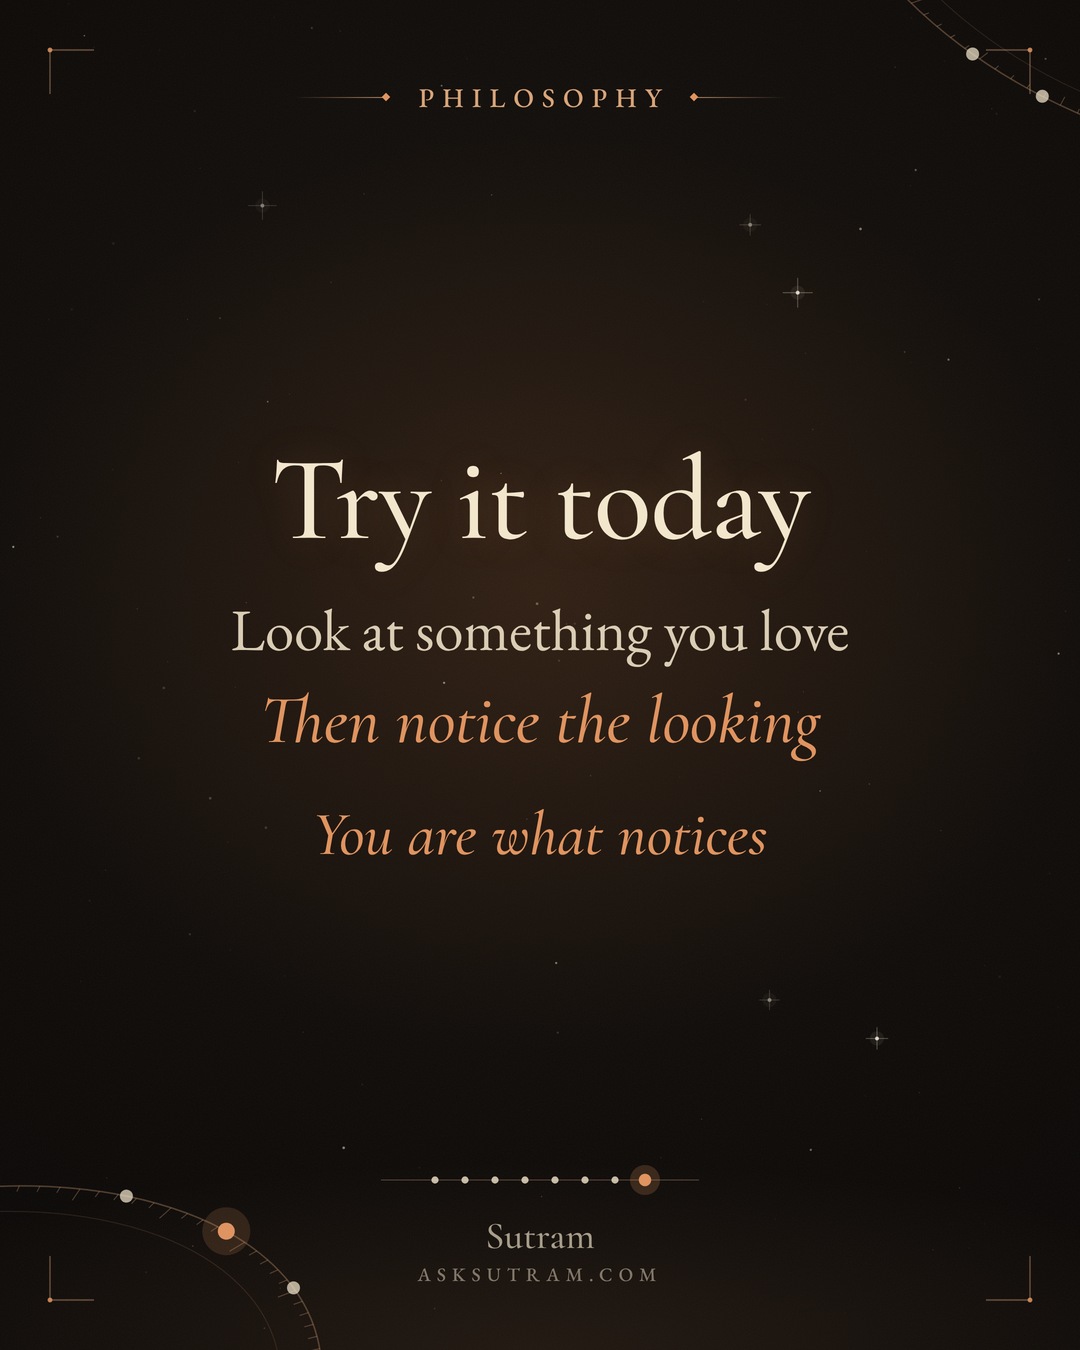 PHILOSOPHY
Try it today
Look at something you love
Then notice the looking
You are what notices
Sutram
ASKSUTRAM.COM